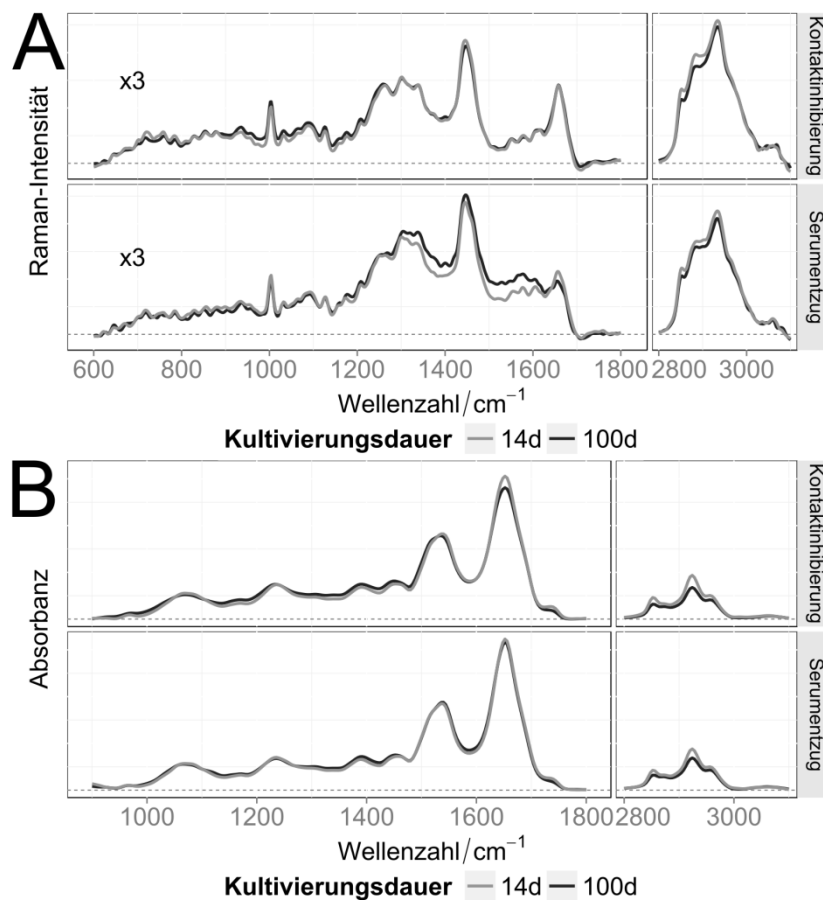 A
Raman-Intensität
x3
Kontaktinhibierung
x3
Serumentzug
600 800 1000 1200 1400 1600 1800 2800 3000
Wellenzahl/cm⁻¹
Kultivierungsdauer 14d 100d
B
Absorbanz
Kontaktinhibierung
Serumentzug
1000 1200 1400 1600 1800 2800 3000
Wellenzahl/cm⁻¹
Kultivierungsdauer 14d 100d